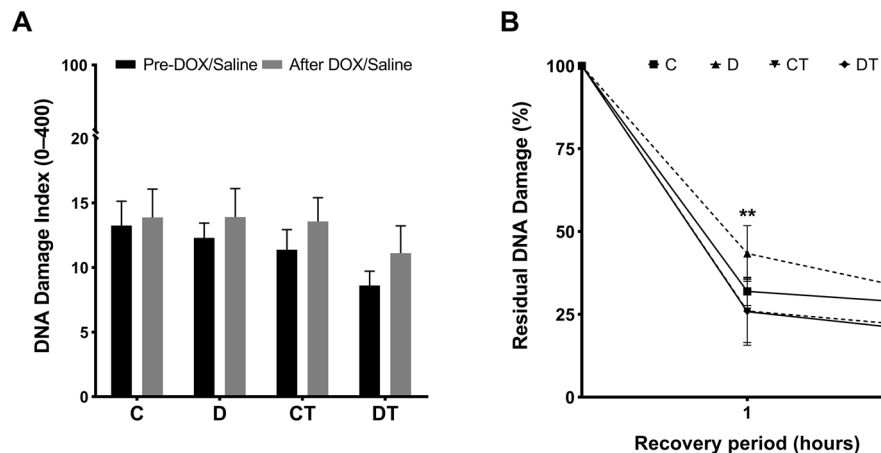 A
Pre-DOX/Saline After DOX/Saline
DNA Damage Index (0–400)
100
20
15
10
5
0
C D CT DT
B
C D CT DT
Residual DNA Damage (%)
100
75
50
25
0
**
1
Recovery period (hours)